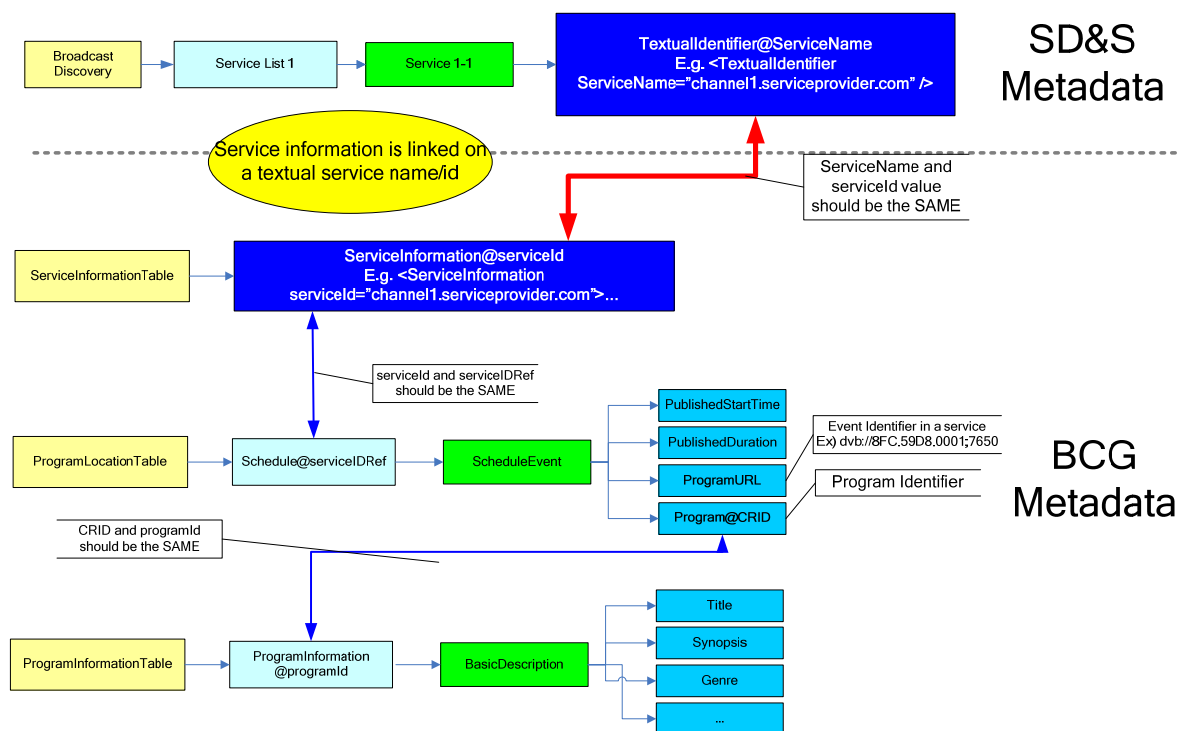 Broadcast
Discovery
Service List 1
Service 1-1
TextualIdentifier@ServiceName
E.g. <TextualIdentifier
ServiceName=”channel1.serviceprovider.com” />
SD&S
Metadata
Service information is linked on
a textual service name/id
ServiceName and
serviceId value
should be the SAME
ServiceInformationTable
ServiceInformation@serviceId
E.g. <ServiceInformation
serviceId=”channel1.serviceprovider.com”>...
serviceId and serviceIDRef
should be the SAME
ProgramLocationTable
Schedule@serviceIDRef
ScheduleEvent
PublishedStartTime
PublishedDuration
ProgramURL
Program@CRID
Event Identifier in a service
Ex) dvb://8FC.59D8.0001;7650
Program Identifier
BCG
Metadata
CRID and programId
should be the SAME
ProgramInformationTable
ProgramInformation
@programId
BasicDescription
Title
Synopsis
Genre
...